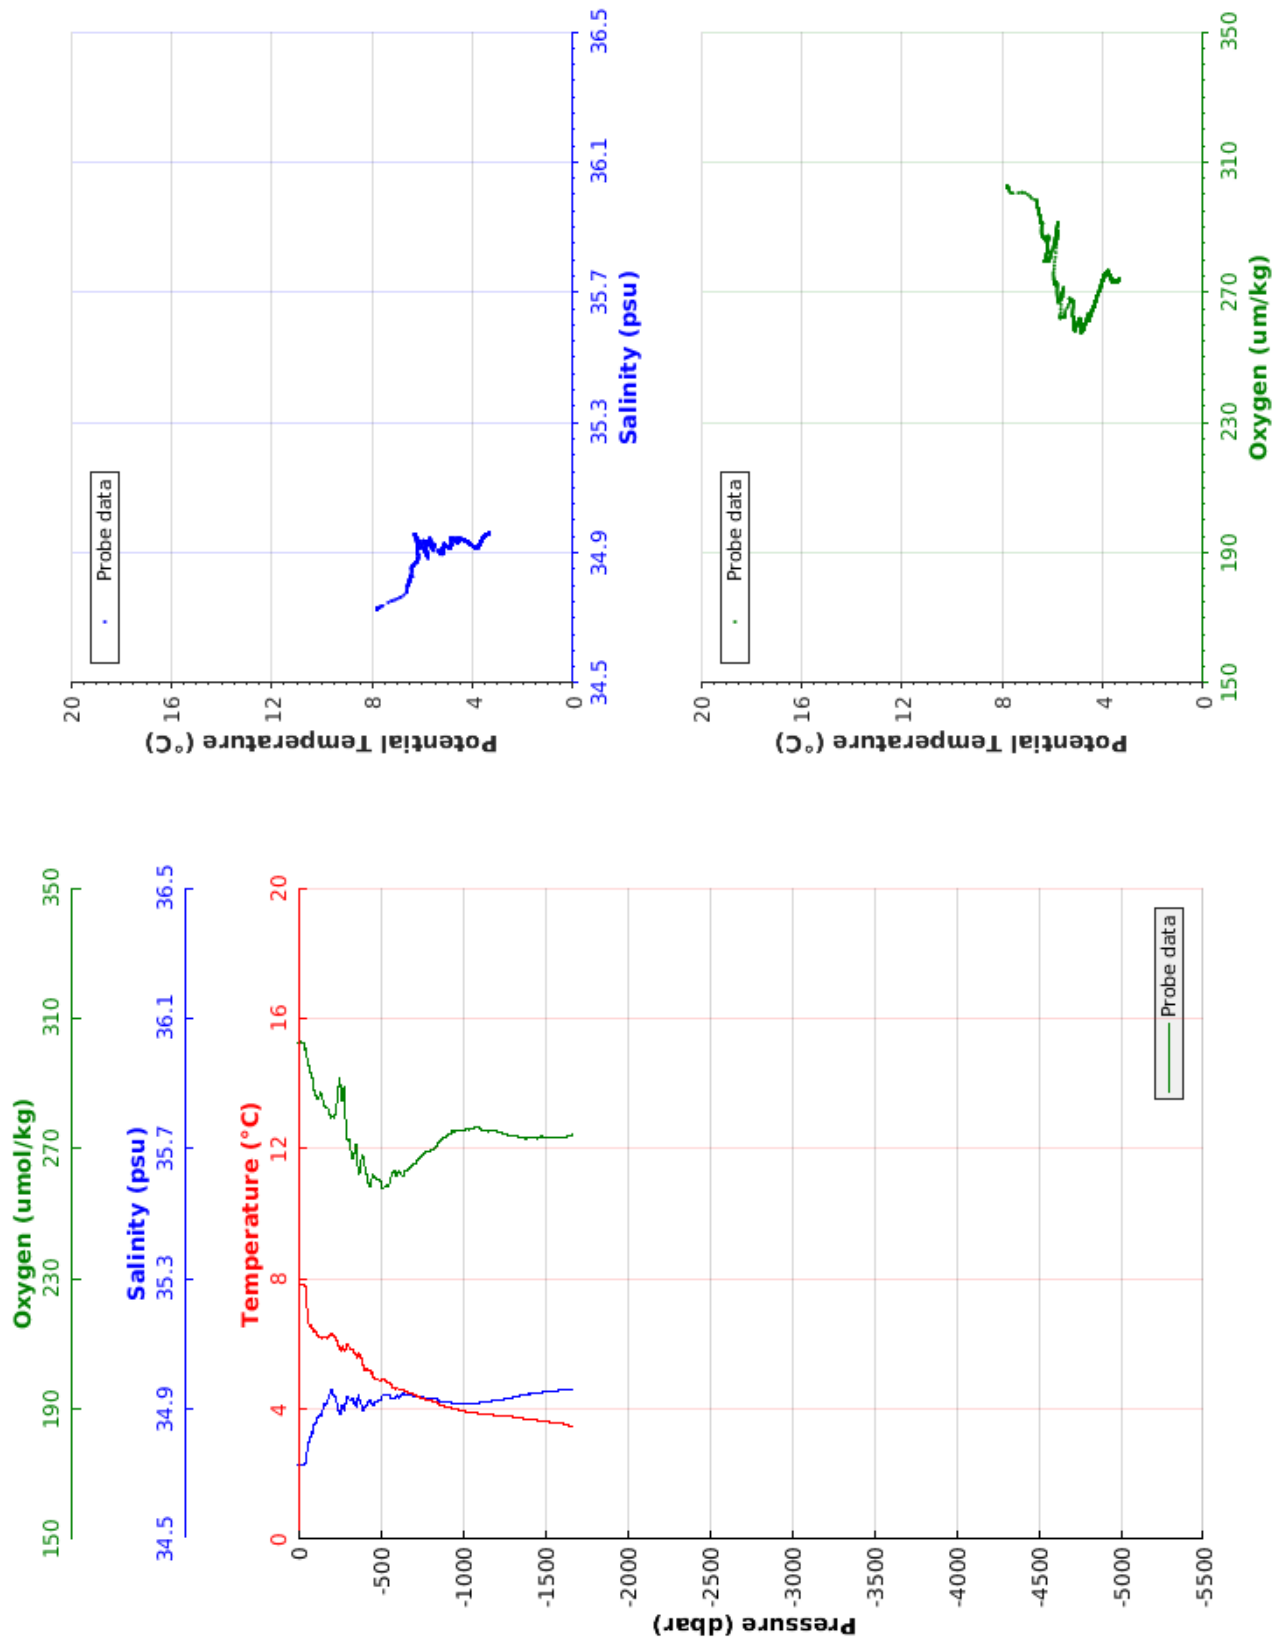 Oxygen (umol/kg)
150 190 230 270 310 350
Salinity (psu)
34.5 34.9 35.3 35.7 36.1 36.5
Temperature (°C)
0 4 8 12 16 20
Pressure (dbar)
0
-500
-1000
-1500
-2000
-2500
-3000
-3500
-4000
-4500
-5000
-5500
Probe data
Potential Temperature (°C)
20
16
12
8
4
0
Probe data
34.5 34.9 35.3 35.7 36.1 36.5
Salinity (psu)
Potential Temperature (°C)
20
16
12
8
4
0
Probe data
150 190 230 270 310 350
Oxygen (um/kg)